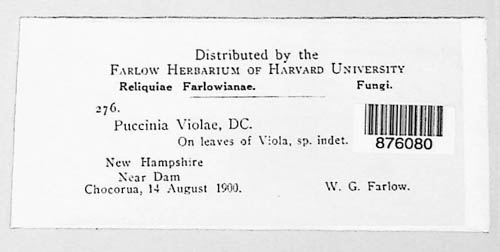 Distributed by the
FARLOW HERBARIUM OF HARVARD UNIVERSITY
Reliquiae Farlowianae. Fungi.
276.
Puccinia Violae, DC.
On leaves of Viola, sp. indet.
876080
New Hampshire
Near Dam
Chocorua, 14 August 1900. W. G. Farlow.